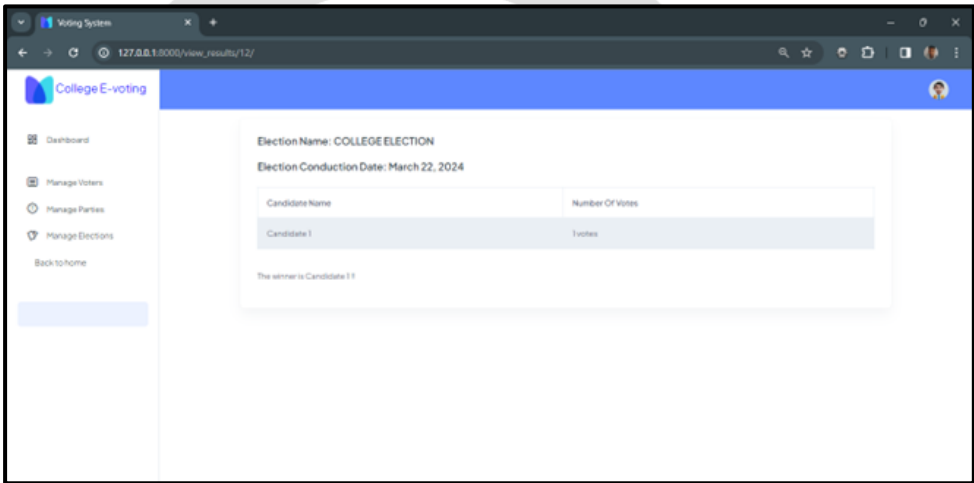 Voting System
127.0.0.1:8000/view_results/12/
College E-voting
Dashboard
Manage Voters
Manage Parties
Manage Elections
Back to home
Election Name: COLLEGE ELECTION
Election Conduction Date: March 22, 2024
Candidate Name Number Of Votes
Candidate 1 1 votes
The winner is Candidate 1 !!